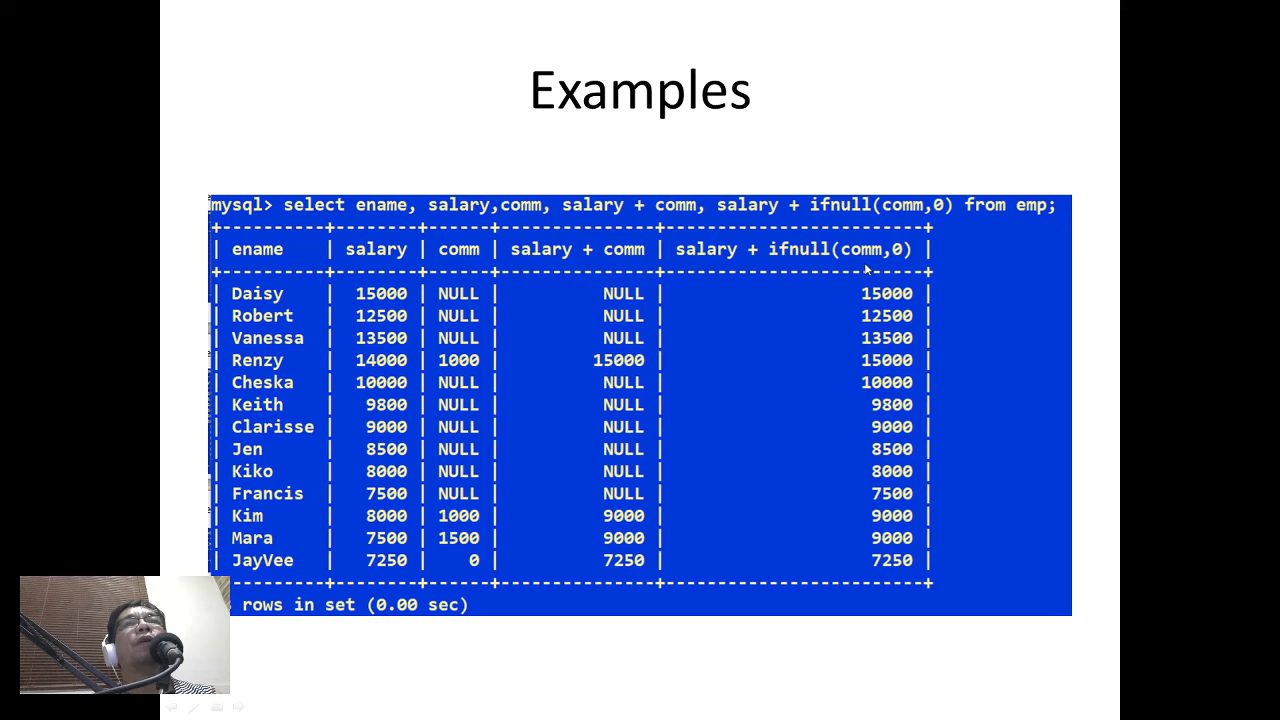 Examples
mysql> select ename, salary,comm, salary + comm, salary + ifnull(comm,0) from emp;
+----------+--------+------+---------------+-------------------------+
| ename    | salary | comm | salary + comm | salary + ifnull(comm,0) |
+----------+--------+------+---------------+-------------------------+
| Daisy    |  15000 | NULL |          NULL |                   15000 |
| Robert   |  12500 | NULL |          NULL |                   12500 |
| Vanessa  |  13500 | NULL |          NULL |                   13500 |
| Renzy    |  14000 | 1000 |         15000 |                   15000 |
| Cheska   |  10000 | NULL |          NULL |                   10000 |
| Keith    |   9800 | NULL |          NULL |                    9800 |
| Clarisse |   9000 | NULL |          NULL |                    9000 |
| Jen      |   8500 | NULL |          NULL |                    8500 |
| Kiko     |   8000 | NULL |          NULL |                    8000 |
| Francis  |   7500 | NULL |          NULL |                    7500 |
| Kim      |   8000 | 1000 |          9000 |                    9000 |
| Mara     |   7500 | 1500 |          9000 |                    9000 |
| JayVee   |   7250 |    0 |          7250 |                    7250 |
---------+--------+------+---------------+-------------------------+
rows in set (0.00 sec)